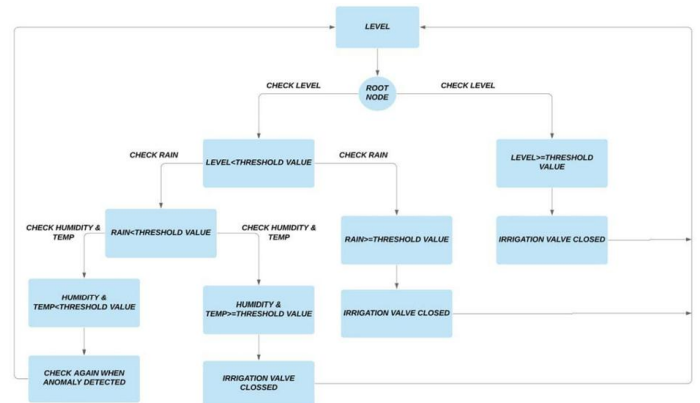 LEVEL
ROOT
NODE
CHECK LEVEL
CHECK LEVEL
LEVEL<THRESHOLD VALUE
LEVEL>=THRESHOLD
VALUE
CHECK RAIN
CHECK RAIN
RAIN<THRESHOLD VALUE
RAIN>=THRESHOLD VALUE
IRRIGATION VALVE CLOSED
CHECK HUMIDITY &
TEMP
CHECK HUMIDITY &
TEMP
HUMIDITY &
TEMP<THRESHOLD VALUE
HUMIDITY &
TEMP>=THRESHOLD VALUE
IRRIGATION VALVE CLOSED
CHECK AGAIN WHEN
ANOMALY DETECTED
IRRIGATION VALVE
CLOSSED